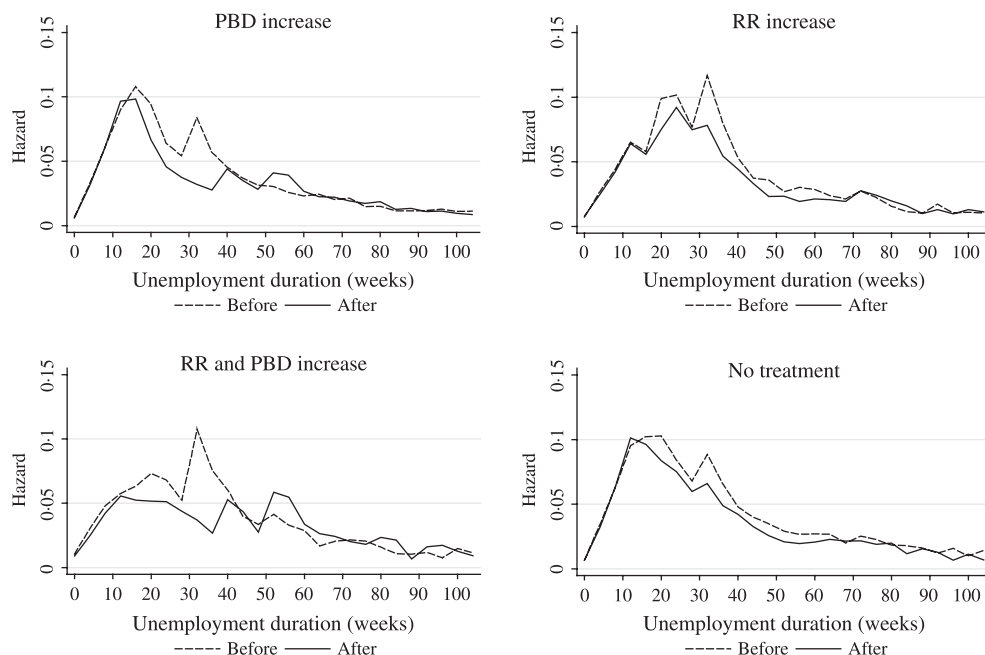 PBD increase
0·15
0·1
0·05
0
Hazard
0 10 20 30 40 50 60 70 80 90 100
Unemployment duration (weeks)
Before After
RR increase
0·15
0·1
0·05
0
Hazard
0 10 20 30 40 50 60 70 80 90 100
Unemployment duration (weeks)
Before After
RR and PBD increase
0·15
0·1
0·05
0
Hazard
0 10 20 30 40 50 60 70 80 90 100
Unemployment duration (weeks)
Before After
No treatment
0·15
0·1
0·05
0
Hazard
0 10 20 30 40 50 60 70 80 90 100
Unemployment duration (weeks)
Before After